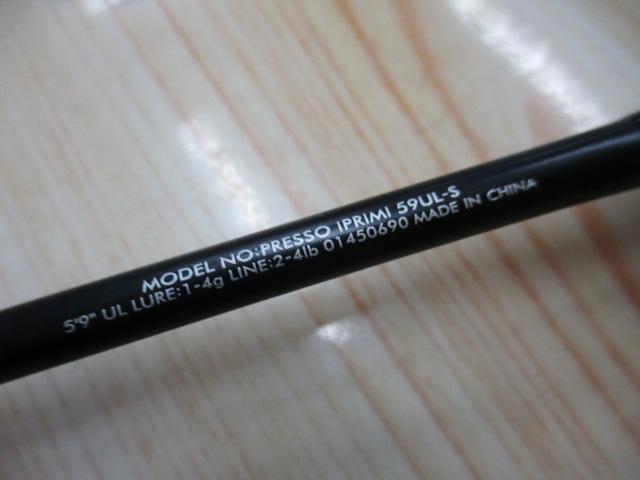 MODEL NO:PRESSO IPRIMI 59UL-S
5'9" UL LURE:1-4g LINE:2-4lb 01450690 MADE IN CHINA